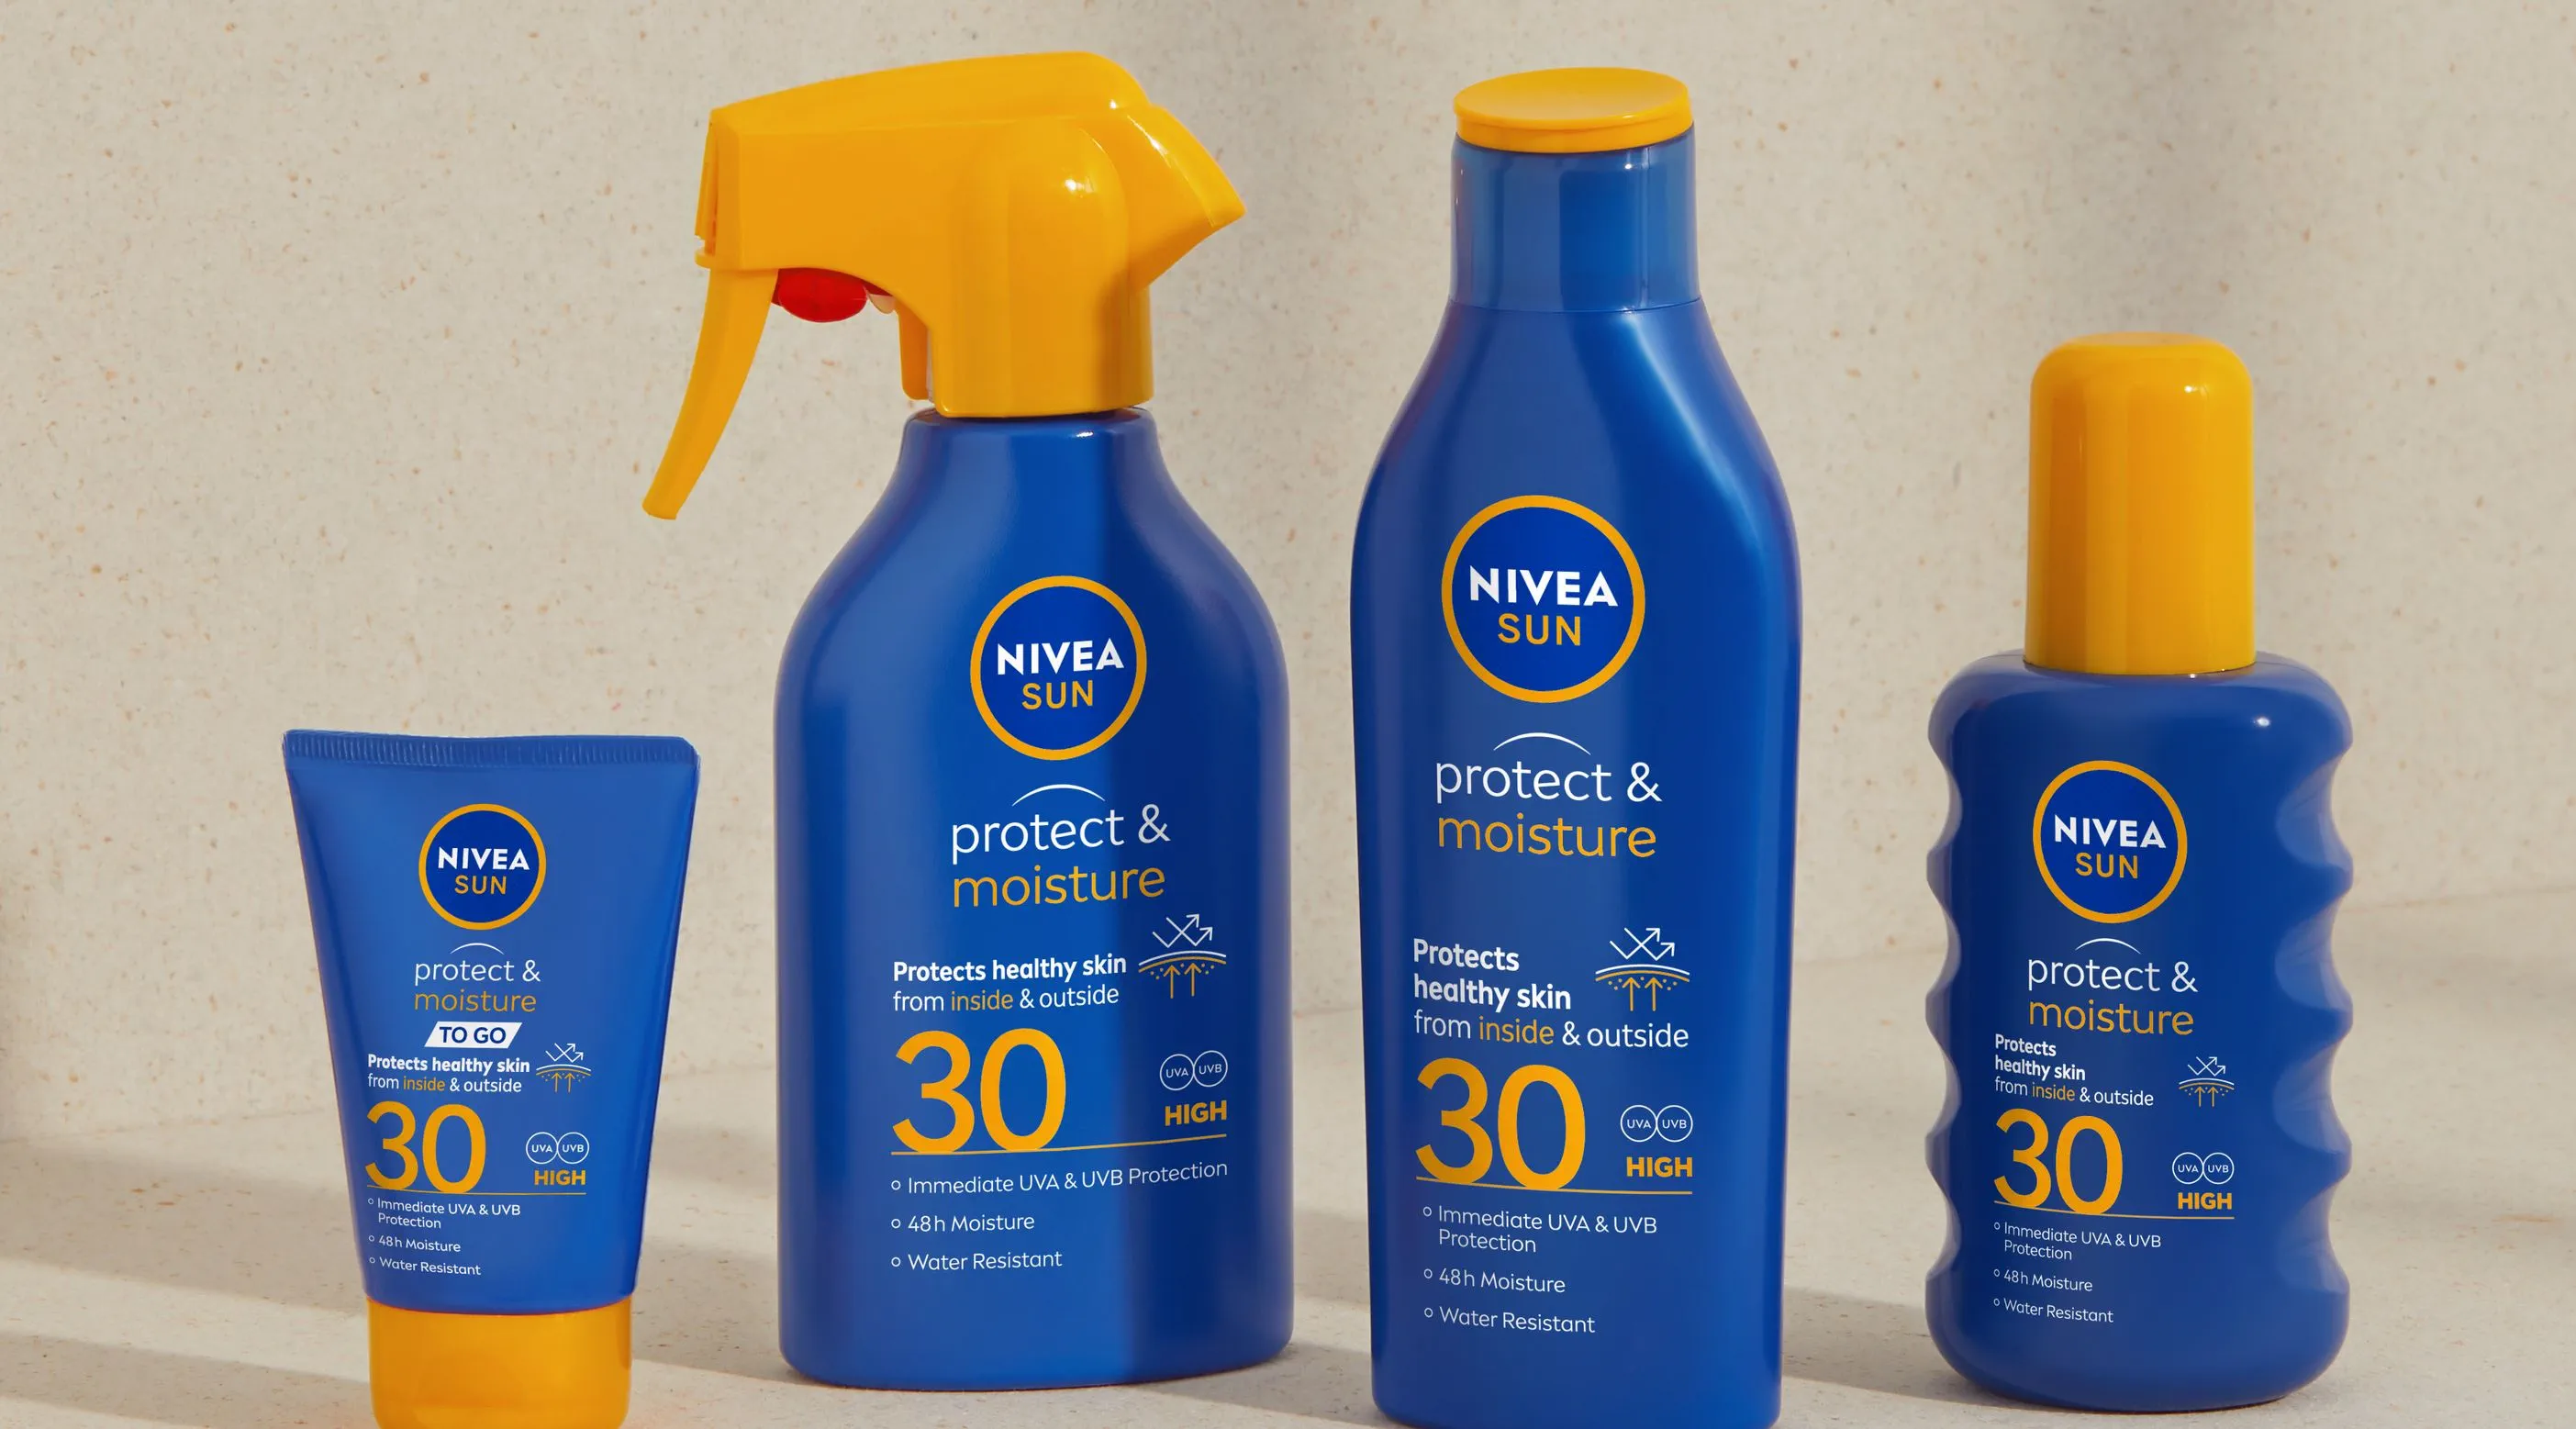 NIVEA
SUN
protect &
moisture
TO GO
Protects healthy skin
from inside & outside
30
UVA UVB
HIGH
Immediate UVA & UVB
Protection
48h Moisture
Water Resistant
NIVEA
SUN
protect &
moisture
Protects healthy skin
from inside & outside
30
UVA UVB
HIGH
Immediate UVA & UVB Protection
48h Moisture
Water Resistant
NIVEA
SUN
protect &
moisture
Protects
healthy skin
from inside & outside
30
UVA UVB
HIGH
Immediate UVA & UVB
Protection
48h Moisture
Water Resistant
NIVEA
SUN
protect &
moisture
Protects
healthy skin
from inside & outside
30
UVA UVB
HIGH
Immediate UVA & UVB
Protection
48h Moisture
Water Resistant